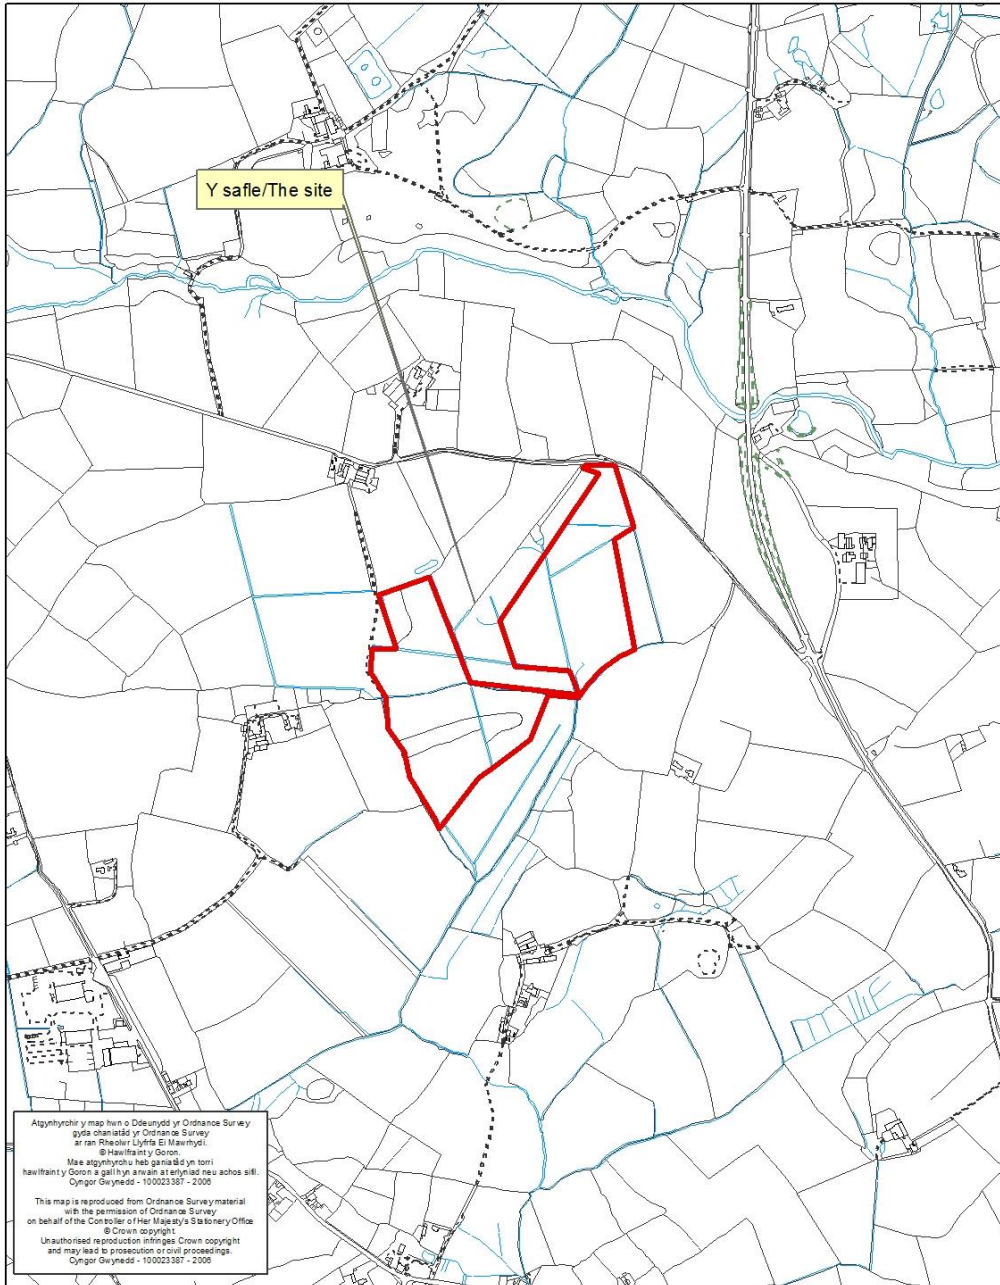 Y safle/The site
Atgynhyrchir y map hwn o Ddeunydd yr Ordnance Survey
gyda chaniatâd yr Ordnance Survey
ar ran Rheolwr Llyfrfa Ei Mawrhydi.
© Hawlfraint y Goron.
Mae atgynhyrchu heb ganiatâd yn torri
hawlfraint y Goron a gall hyn arwain at erlyniad neu achos sifil.
Cyngor Gwynedd - 100023387 - 2006
This map is reproduced from Ordnance Survey material
with the permission of Ordnance Survey
on behalf of the Controller of Her Majesty's Stationery Office
© Crown copyright.
Unauthorised reproduction infringes Crown copyright
and may lead to prosecution or civil proceedings.
Cyngor Gwynedd - 100023387 - 2006